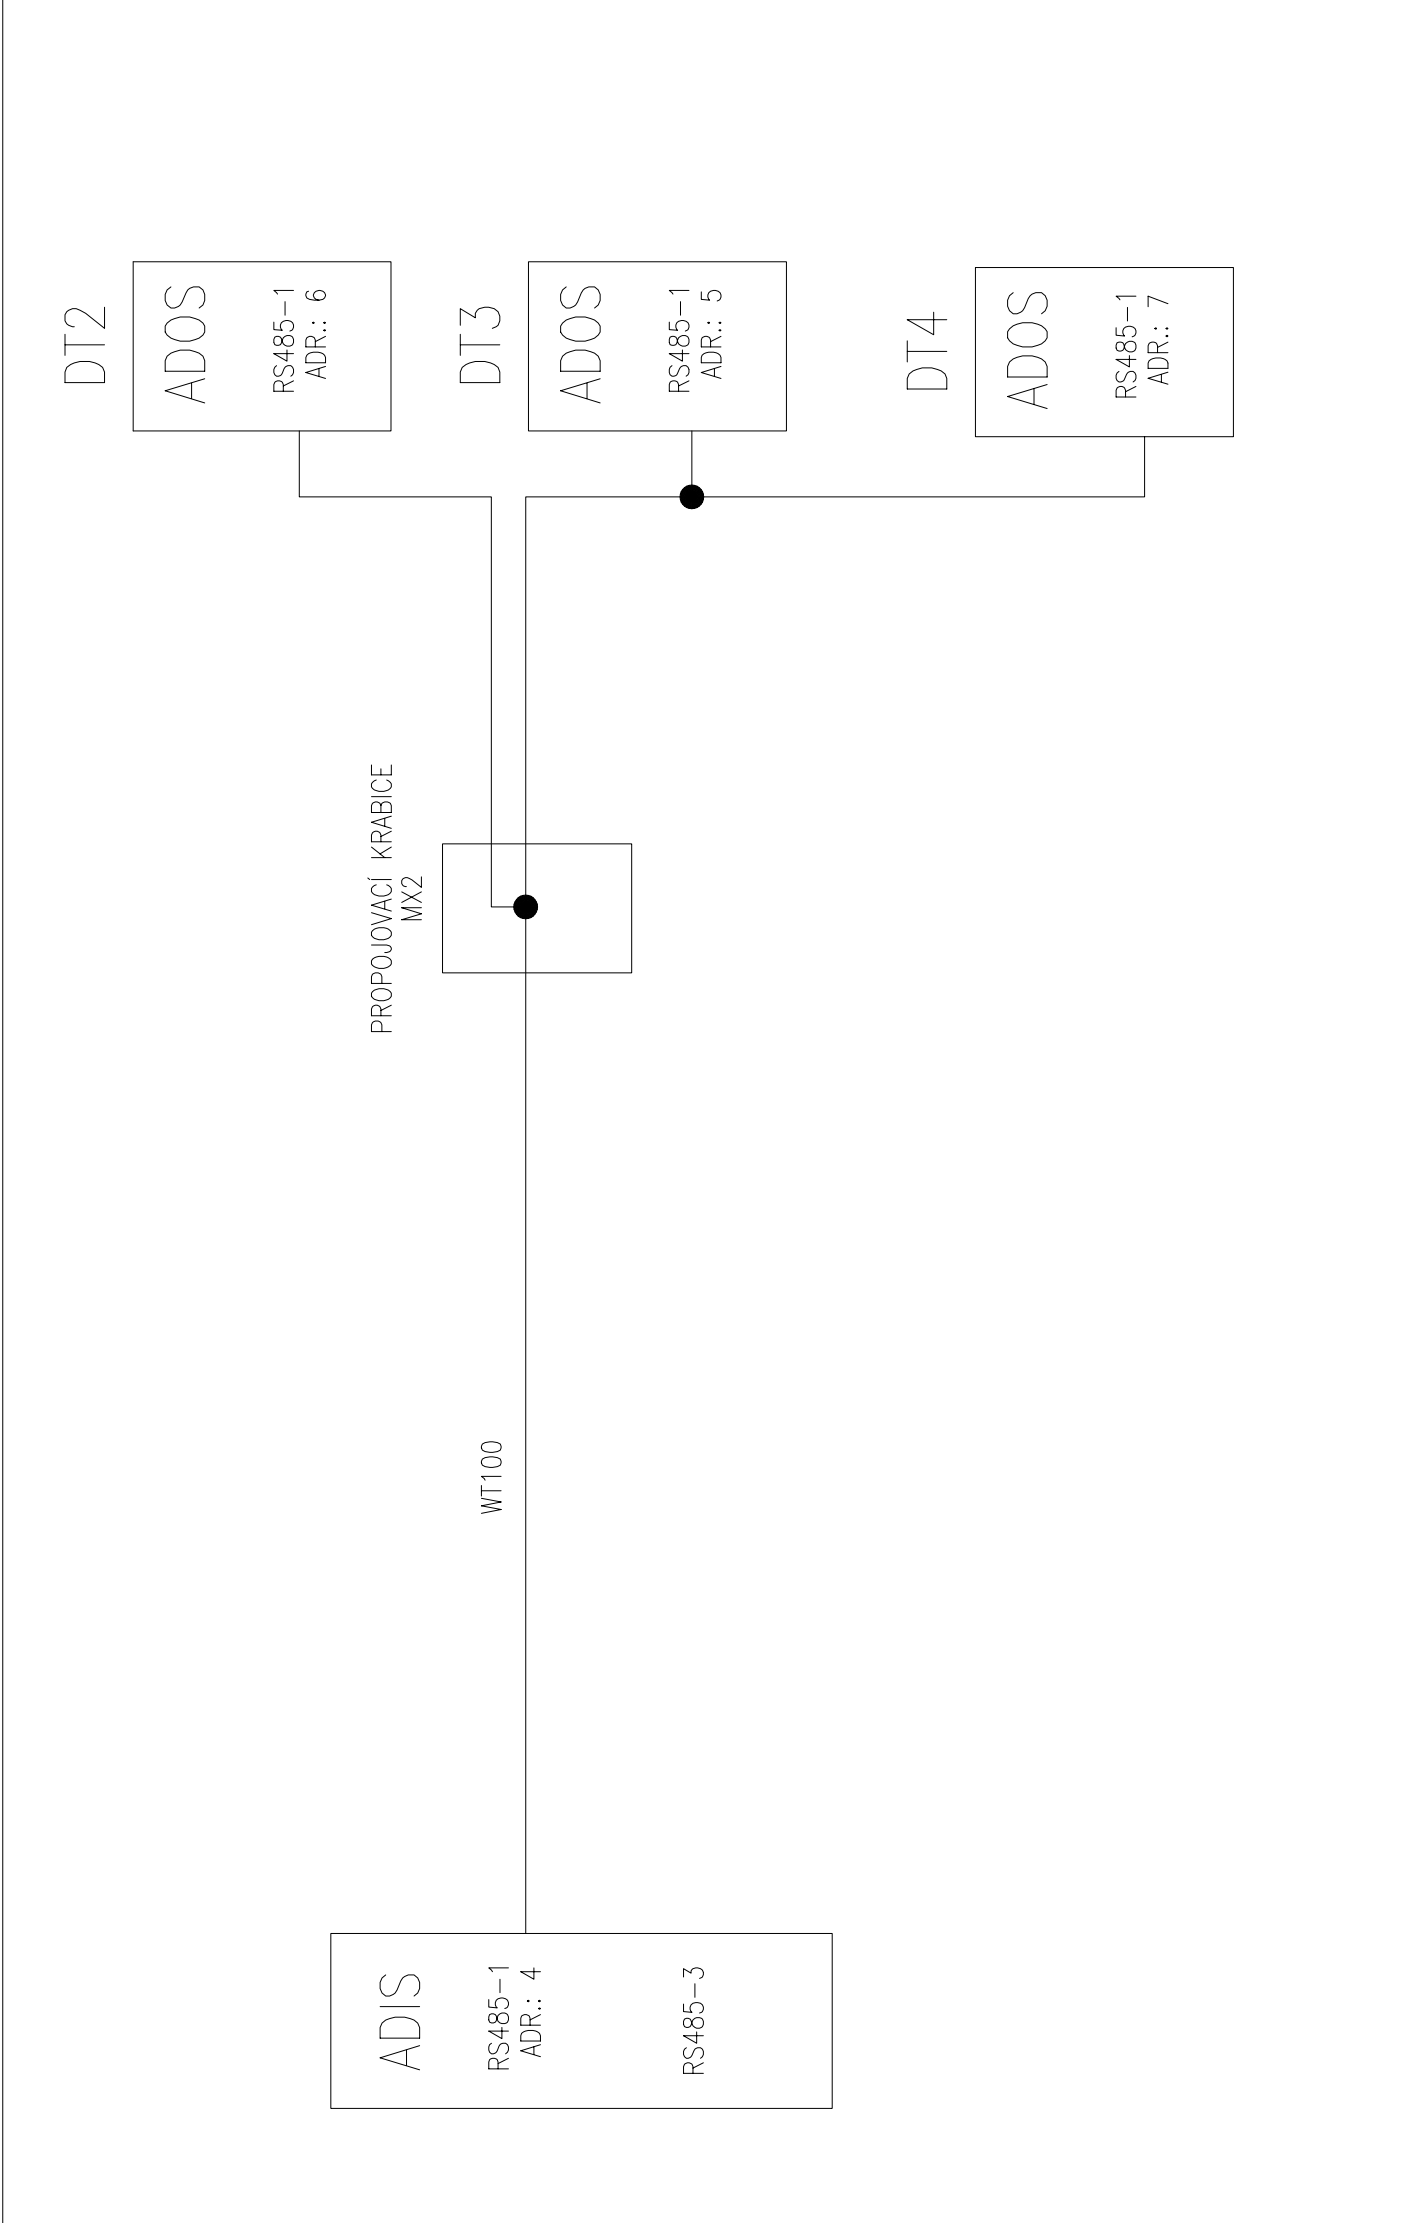 DT2
ADOS
RS485-1
ADR.: 6
DT3
ADOS
RS485-1
ADR.: 5
DT4
ADOS
RS485-1
ADR.: 7
PROPOJOVACÍ KRABICE
MX2
WT100
ADIS
RS485-1
ADR.: 4
RS485-3